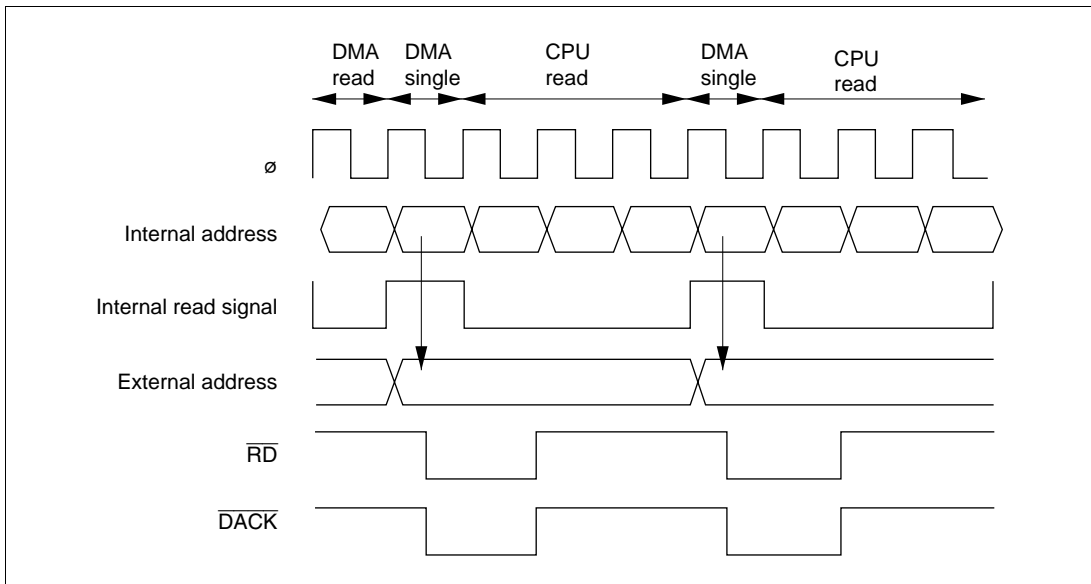 DMA read
DMA single
CPU read
DMA single
CPU read
ø
Internal address
Internal read signal
External address
RD
DACK